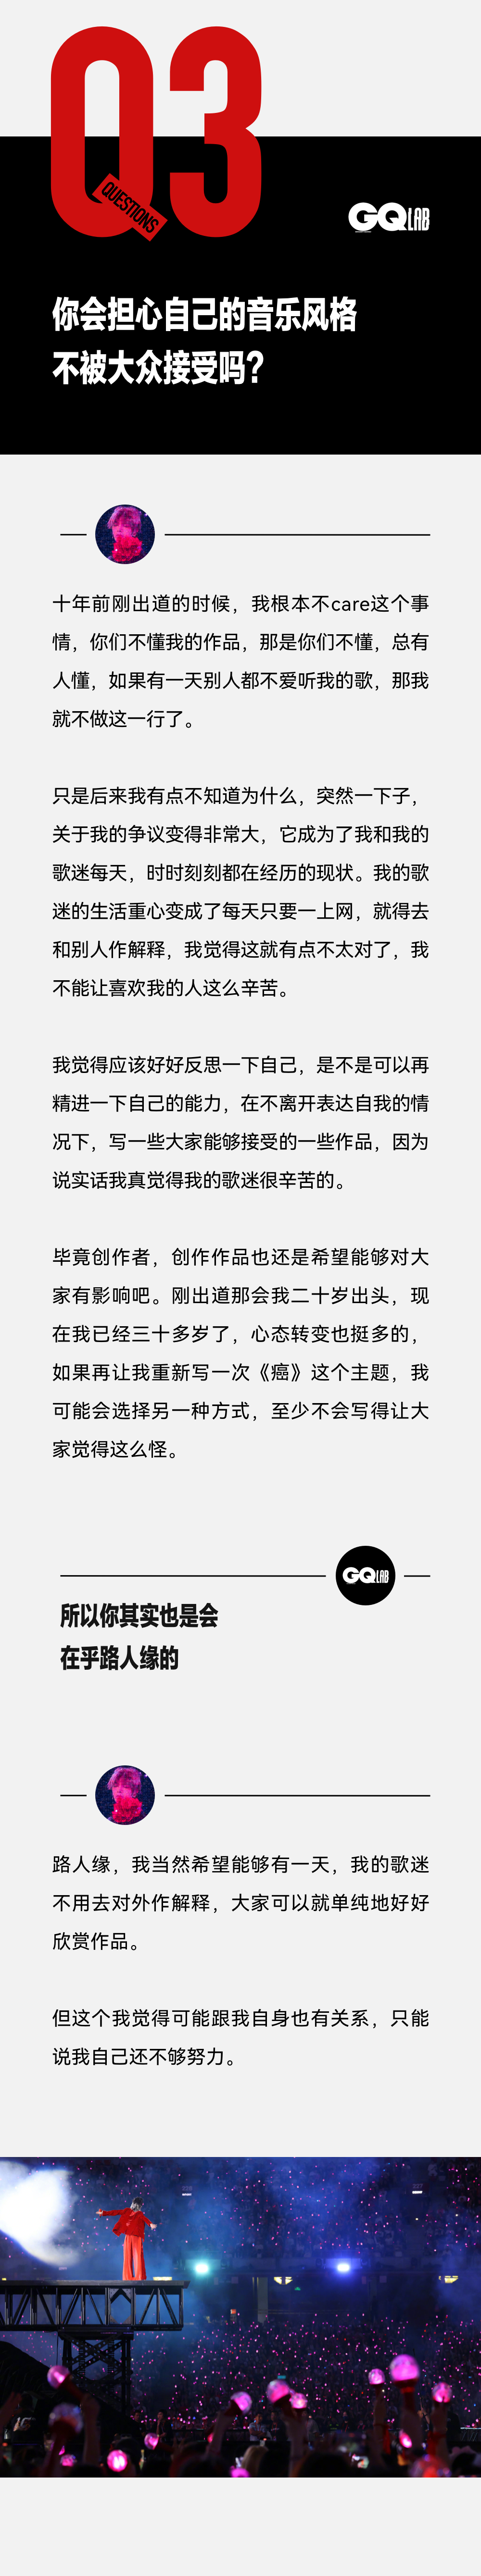 Q3
QUESTIONS
GQLAB
你会担心自己的音乐风格
不被大众接受吗？
十年前刚出道的时候，我根本不care这个事
情，你们不懂我的作品，那是你们不懂，总有
人懂，如果有一天别人都不爱听我的歌，那我
就不做这一行了。
只是后来我有点不知道为什么，突然一下子，
关于我的争议变得非常大，它成为了我和我的
歌迷每天，时时刻刻都在经历的现状。我的歌
迷的生活重心变成了每天只要一上网，就得去
和别人作解释，我觉得这就有点不太对了，我
不能让喜欢我的人这么辛苦。
我觉得应该好好反思一下自己，是不是可以再
精进一下自己的能力，在不离开表达自我的情
况下，写一些大家能够接受的一些作品，因为
说实话我真觉得我的歌迷很辛苦的。
毕竟创作者，创作作品也还是希望能够对大
家有影响吧。刚出道那会我二十岁出头，现
在我已经三十多岁了，心态转变也挺多的，
如果再让我重新写一次《癌》这个主题，我
可能会选择另一种方式，至少不会写得让大
家觉得这么怪。
GQLAB
所以你其实也是会
在乎路人缘的
路人缘，我当然希望能够有一天，我的歌迷
不用去对外作解释，大家可以就单纯地好好
欣赏作品。
但这个我觉得可能跟我自身也有关系，只能
说我自己还不够努力。